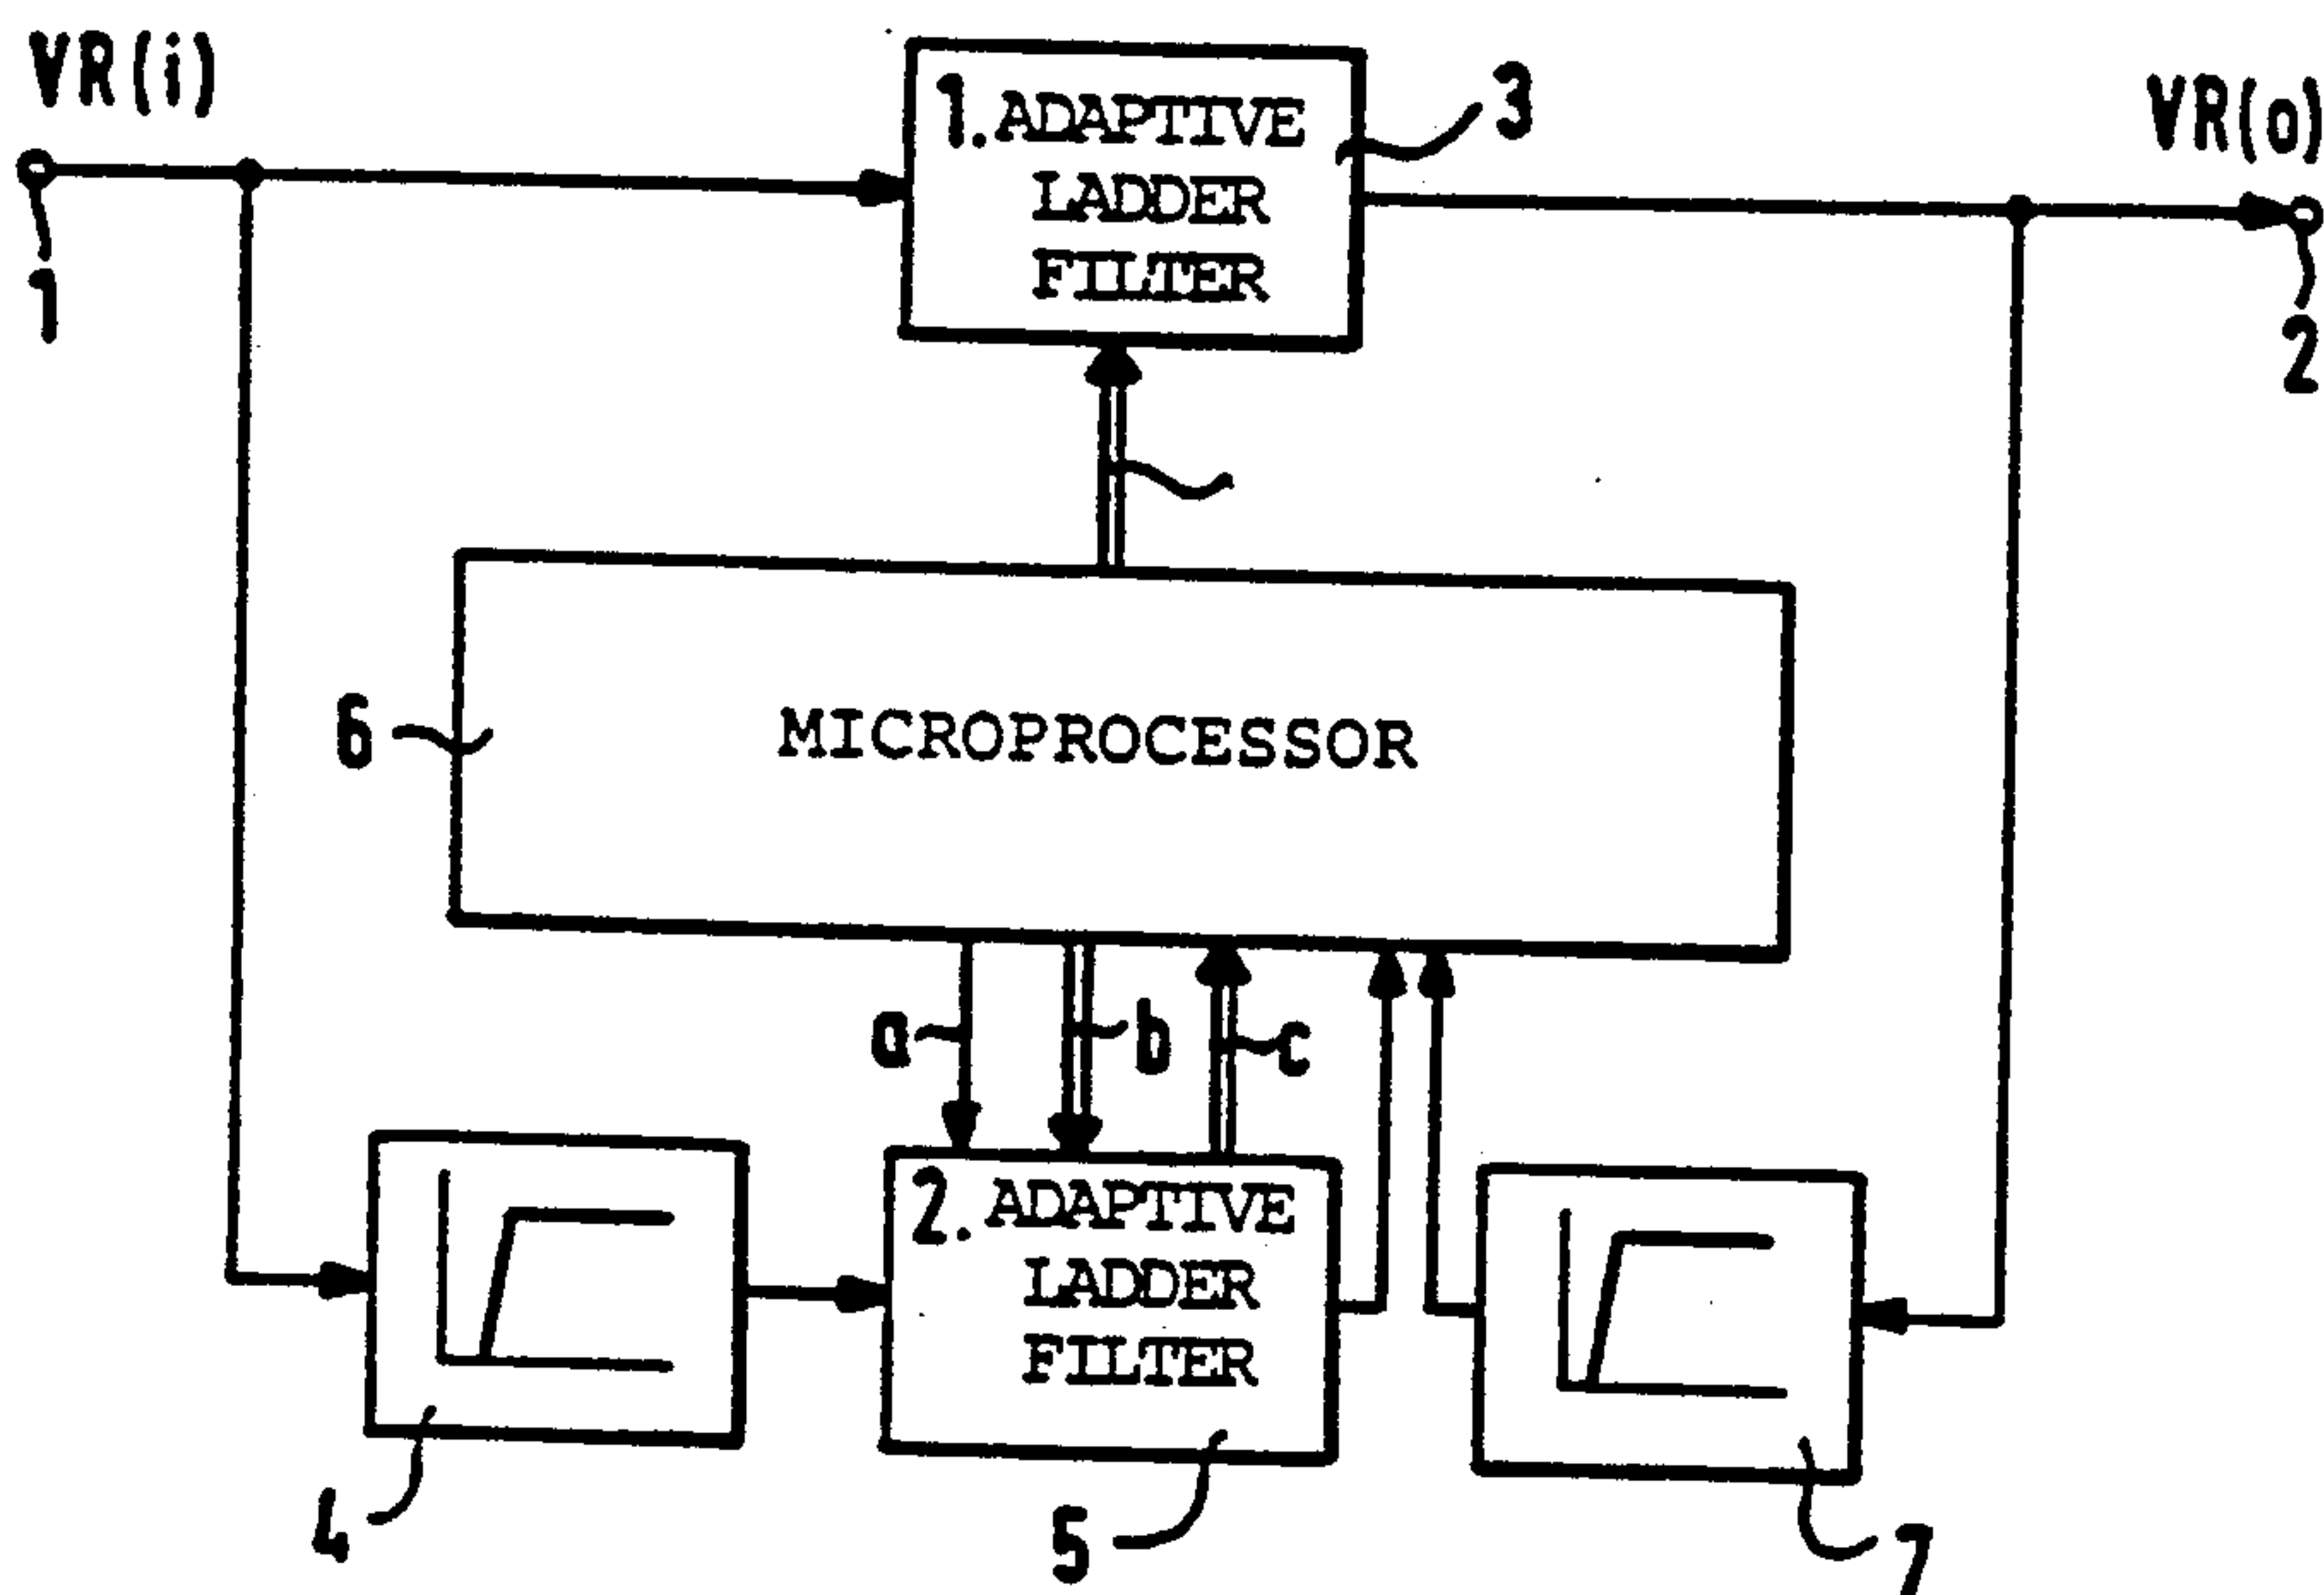 VR(i)
VR(o)
1. ADAPTIVE
LADDER
FILTER
3
1
2
6
MICROPROCESSOR
a
b
c
2. ADAPTIVE
LADDER
FILTER
4
5
7